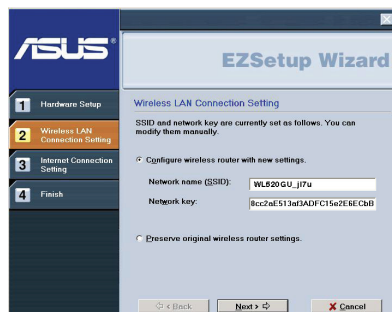 ASUS®
EZSetup Wizard
1 Hardware Setup
2 Wireless LAN
Connection Setting
3 Internet Connection
Setting
4 Finish
Wireless LAN Connection Setting
SSID and network key are currently set as follows. You can
modify them manually.
Configure wireless router with new settings.
Network name (SSID): WL520GU_jl7u
Network key: 8cc2aE513af3ADFC15e2E6ECbB
Preserve original wireless router settings.
< Back
Next >
Cancel